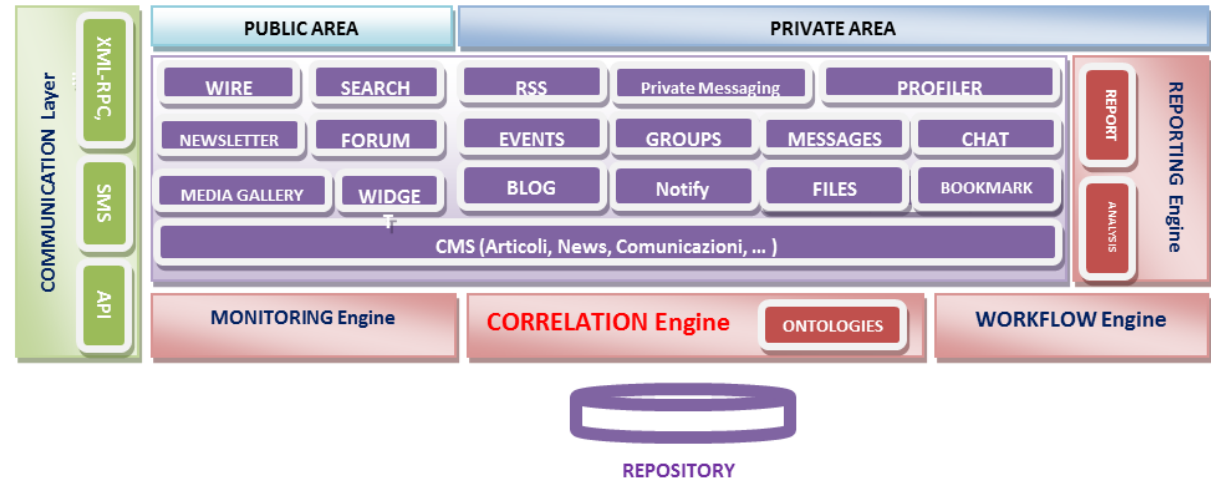 COMMUNICATION Layer
XML-RPC,
SMS
API
PUBLIC AREA
PRIVATE AREA
WIRE
SEARCH
RSS
Private Messaging
PROFILER
NEWSLETTER
FORUM
EVENTS
GROUPS
MESSAGES
CHAT
MEDIA GALLERY
WIDGE
T
BLOG
Notify
FILES
BOOKMARK
CMS (Articoli, News, Comunicazioni, ... )
REPORT
ANALYSIS
REPORTING Engine
MONITORING Engine
CORRELATION Engine
ONTOLOGIES
WORKFLOW Engine
REPOSITORY